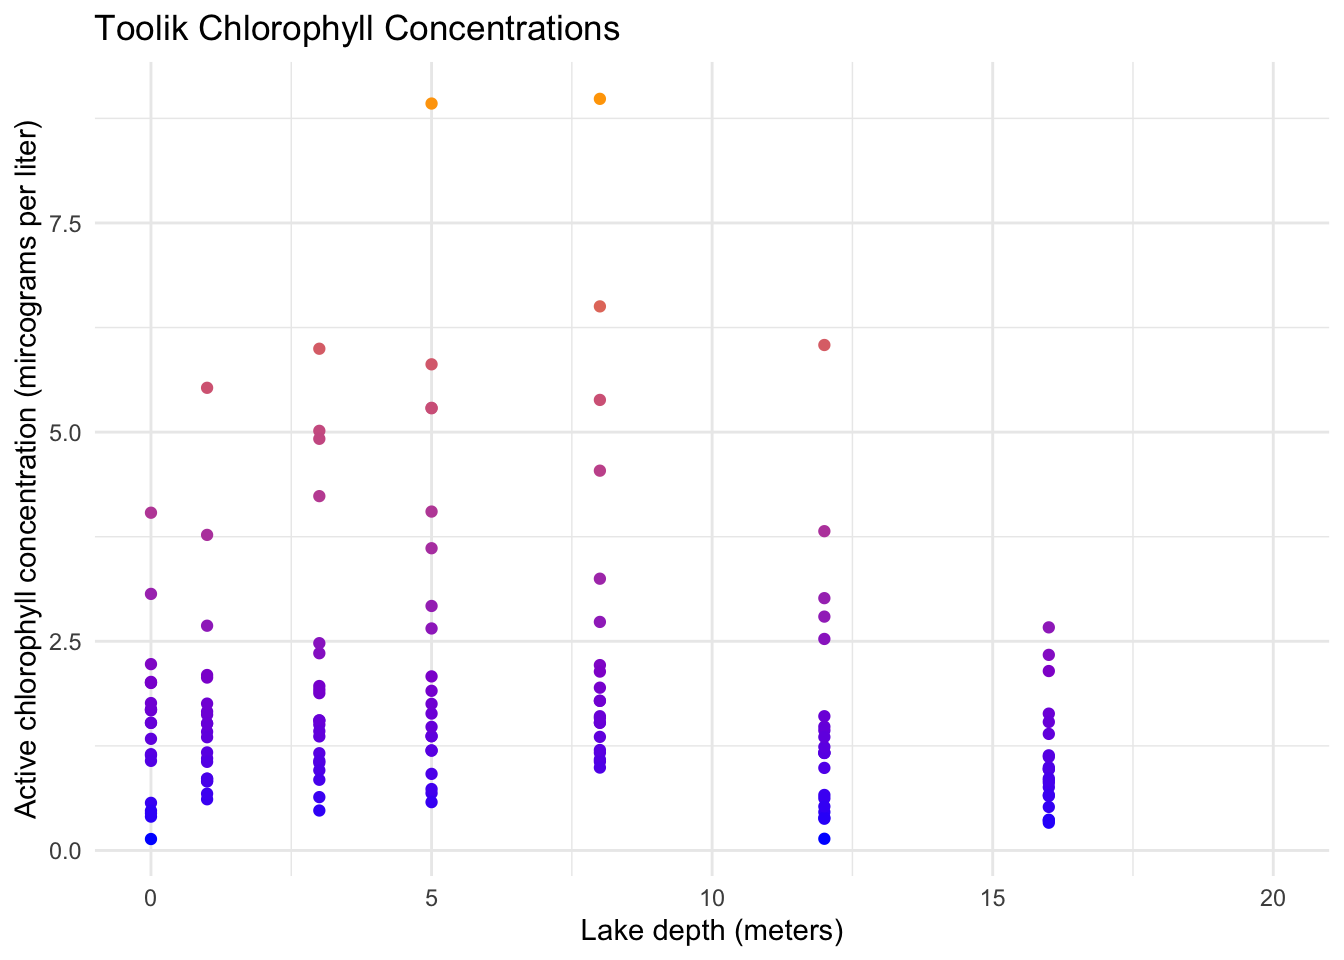 Toolik Chlorophyll Concentrations
Active chlorophyll concentration (mircograms per liter)
7.5
5.0
2.5
0.0
0 5 10 15 20
Lake depth (meters)